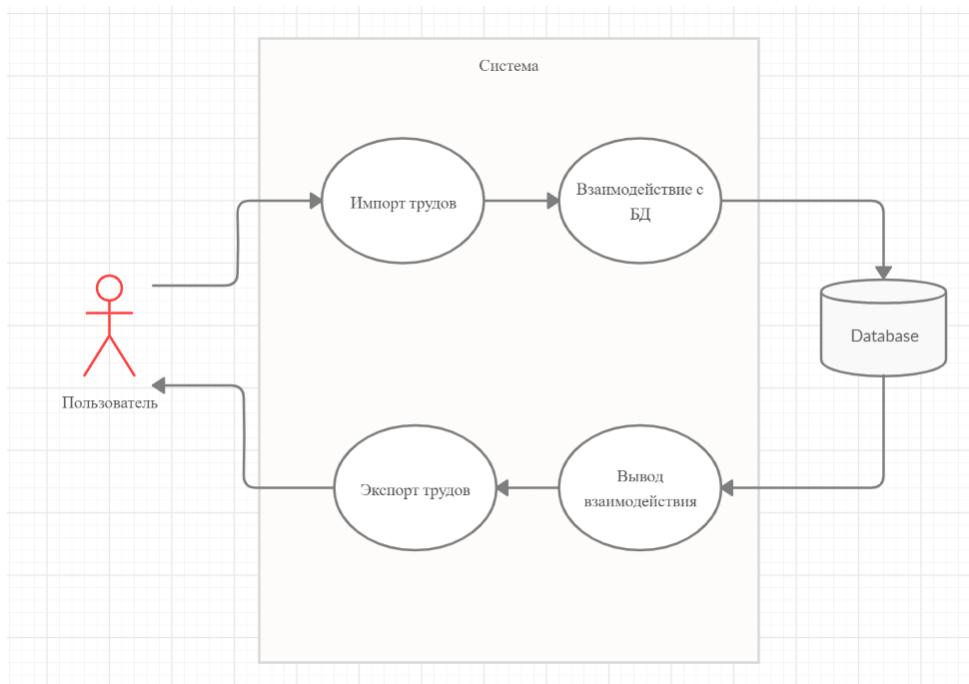 Система
Импорт трудов
Взаимодействие с
БД
Database
Пользователь
Экспорт трудов
Вывод
взаимодействия